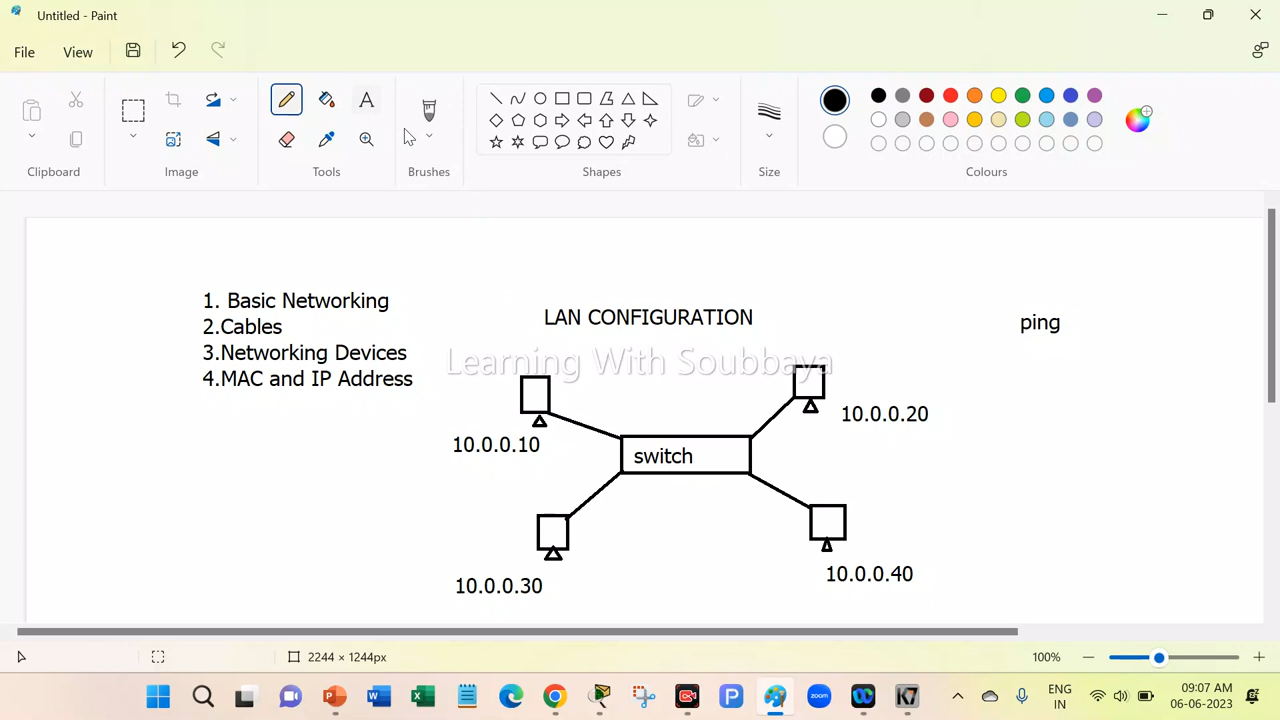 Untitled - Paint
File View
Clipboard Image Tools Brushes Shapes Size Colours
1. Basic Networking
2.Cables
3.Networking Devices
4.MAC and IP Address
LAN CONFIGURATION
ping
Learning With Soubbaya
10.0.0.10
10.0.0.20
switch
10.0.0.30
10.0.0.40
2244 × 1244px
100%
zoom
K7
ENG
IN
09:07 AM
06-06-2023